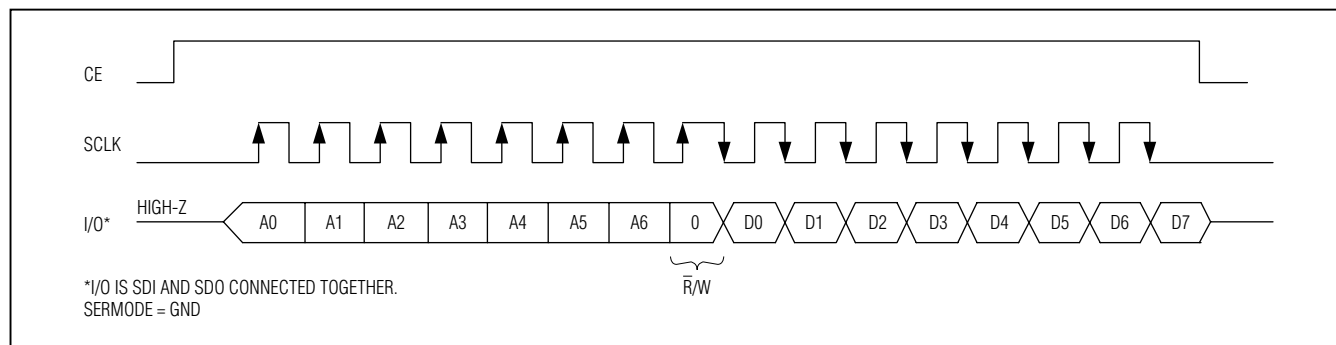 CE
SCLK
I/O* HIGH-Z A0 A1 A2 A3 A4 A5 A6 0 D0 D1 D2 D3 D4 D5 D6 D7
R̅/W
*I/O IS SDI AND SDO CONNECTED TOGETHER.
SERMODE = GND